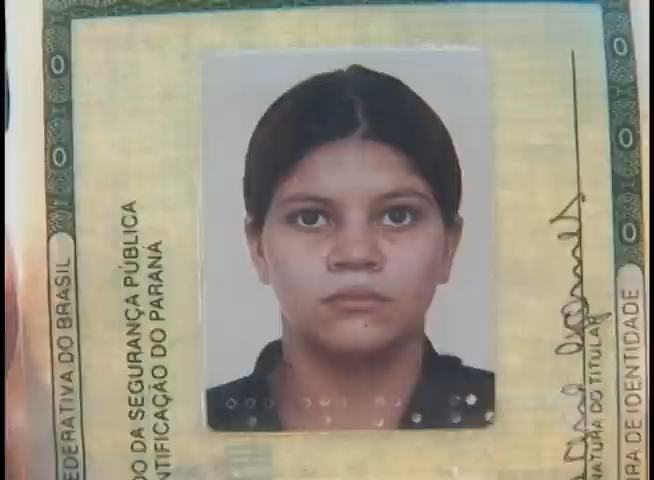 EDERATIVA DO BRASIL
DO DA SEGURANÇA PÚBLICA
NTIFICAÇÃO DO PARANÁ
NATURA DO TITULAR
IRA DE IDENTIDADE